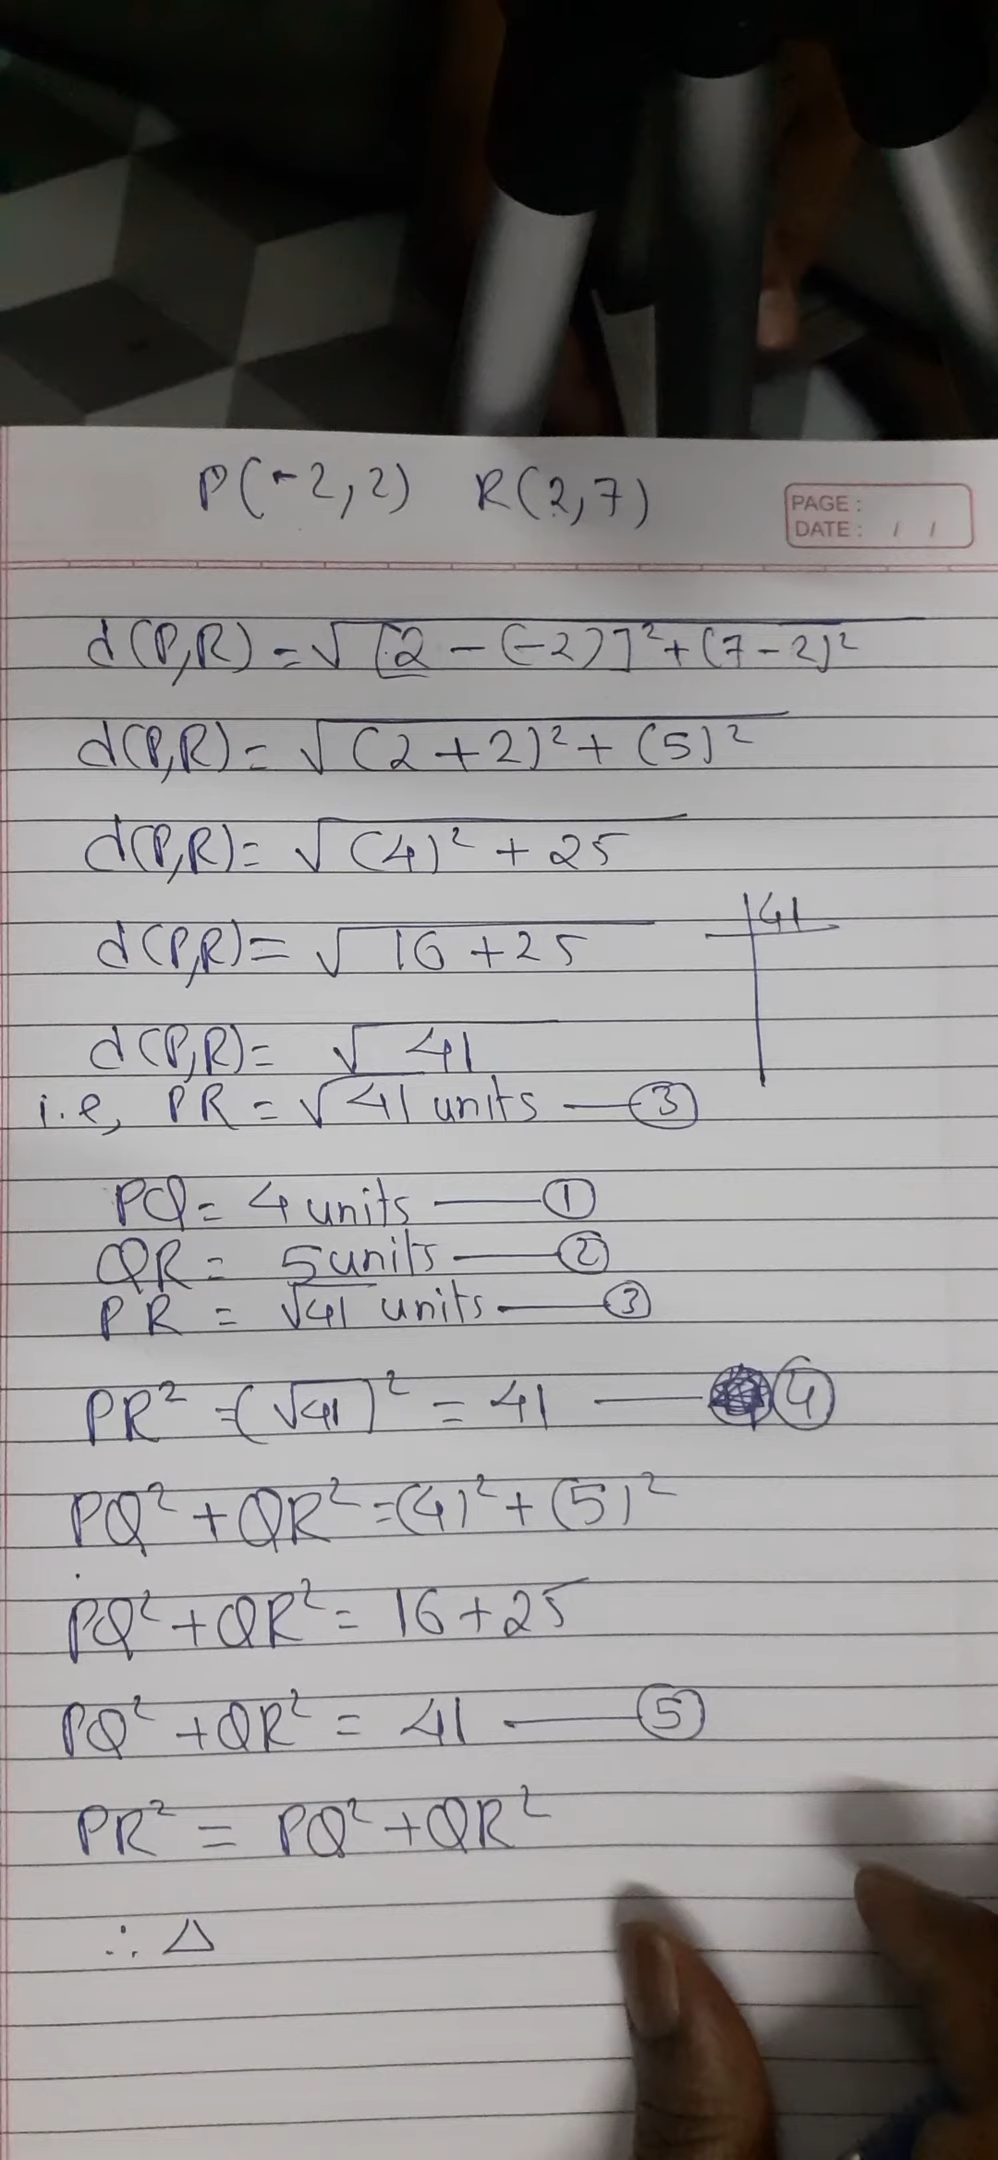 P(-2,2) R(2,7)
PAGE :
DATE : / /
d(P,R) = √[2-(-2)]²+(7-2)²
d(P,R) = √(2+2)²+(5)²
d(P,R) = √(4)²+25
d(P,R) = √16+25
41
d(P,R) = √41
i.e, PR = √41 units — ③
PQ = 4 units — ①
QR = 5 units — ②
PR = √41 units — ③
PR² = (√41)² = 41 — ④
PQ²+QR² = (4)²+(5)²
PQ²+QR² = 16+25
PQ²+QR² = 41 — ⑤
PR² = PQ²+QR²
∴ △